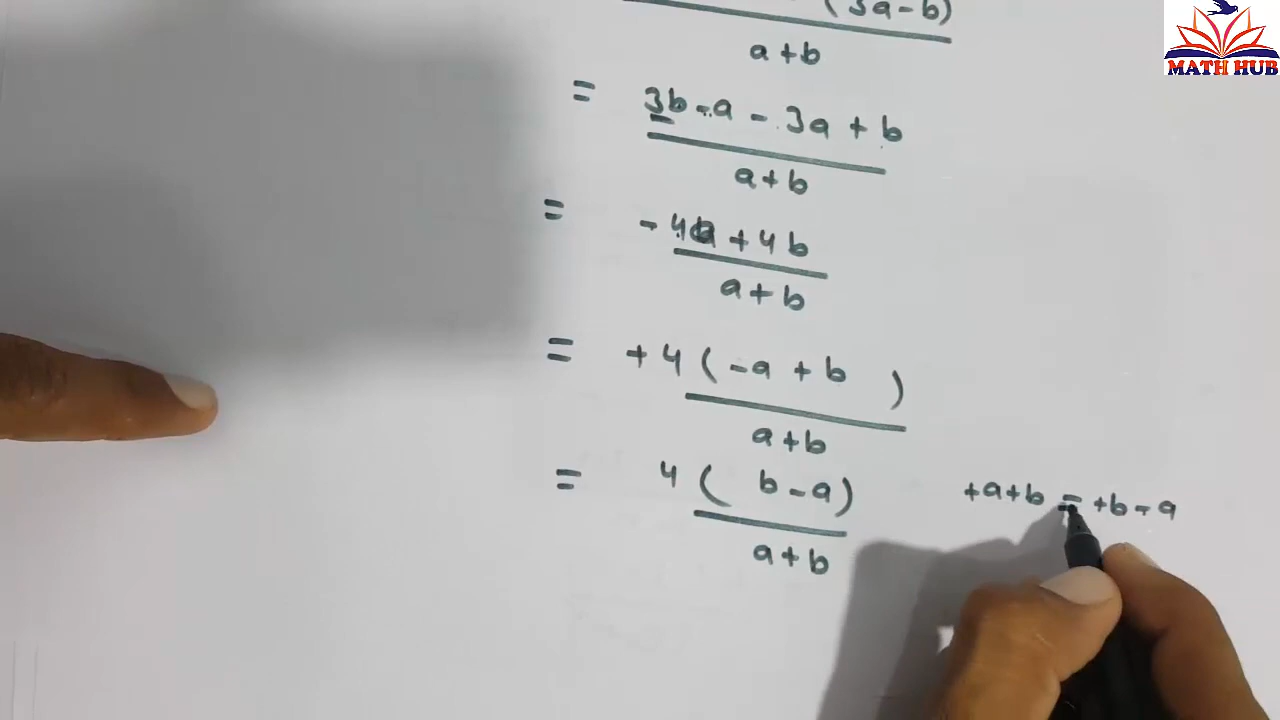 (3a-b)
a+b
= 3b-a - 3a + b
a+b
= - 4a + 4b
a+b
= + 4 ( -a + b )
a+b
= 4 ( b - a )
a+b
+a+b = +b - a
MATH HUB